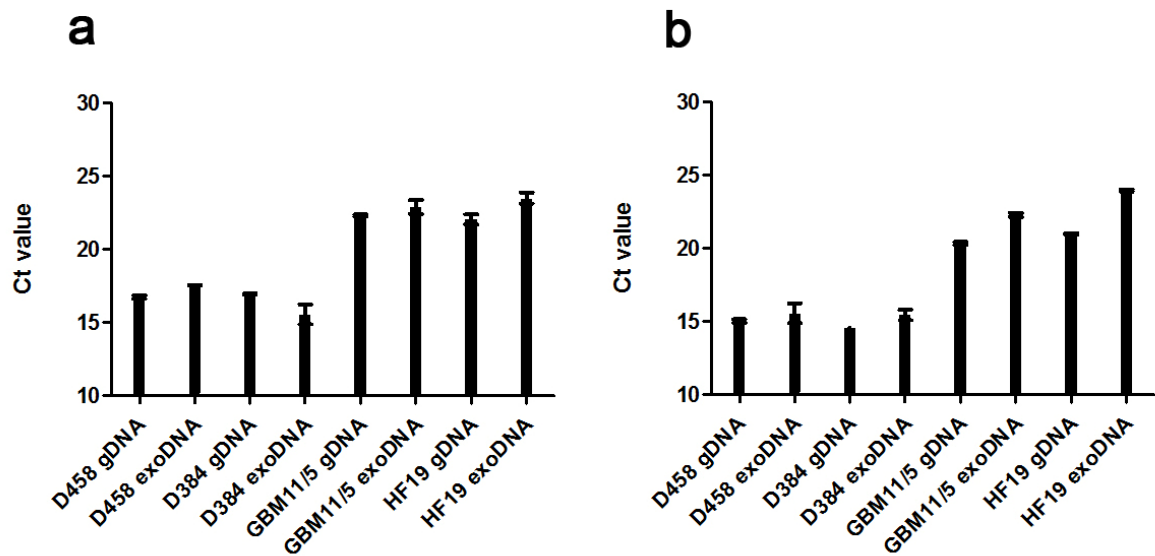 a
30
25
20
15
10
Ct value
D458 gDNA
D458 exoDNA
D384 gDNA
D384 exoDNA
GBM11/5 gDNA
GBM11/5 exoDNA
HF19 gDNA
HF19 exoDNA
b
30
25
20
15
10
Ct value
D458 gDNA
D458 exoDNA
D384 gDNA
D384 exoDNA
GBM11/5 gDNA
GBM11/5 exoDNA
HF19 gDNA
HF19 exoDNA